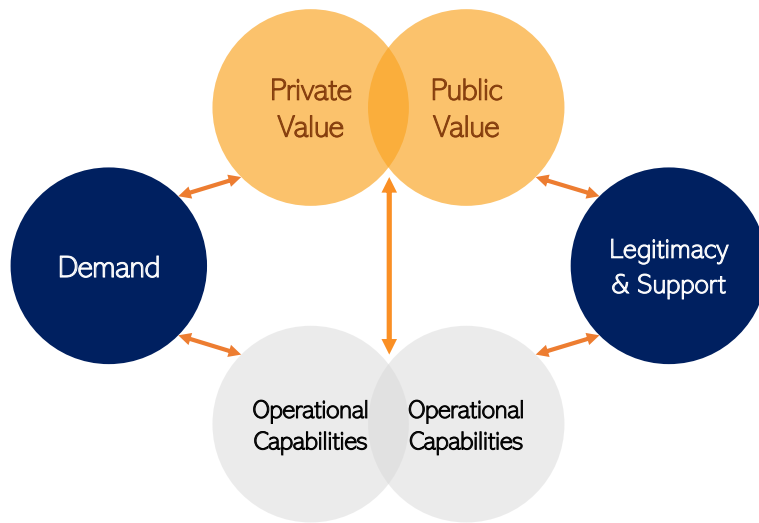 Private
Value
Public
Value
Demand
Legitimacy
& Support
Operational
Capabilities
Operational
Capabilities